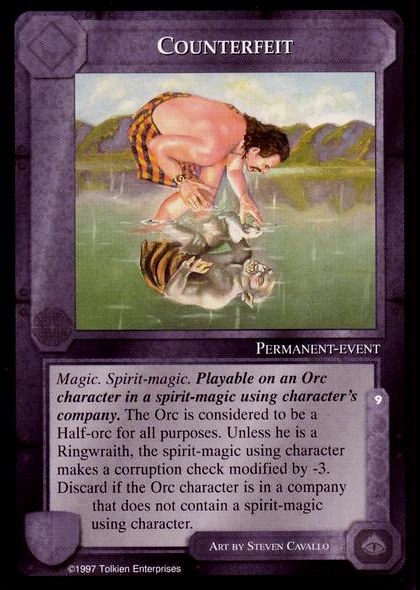 COUNTERFEIT
PERMANENT-EVENT
Magic. Spirit-magic. Playable on an Orc
character in a spirit-magic using character's
company. The Orc is considered to be a
Half-orc for all purposes. Unless he is a
Ringwraith, the spirit-magic using character
makes a corruption check modified by -3.
Discard if the Orc character is in a company
that does not contain a spirit-magic
using character.
9
ART BY STEVEN CAVALLO
©1997 Tolkien Enterprises